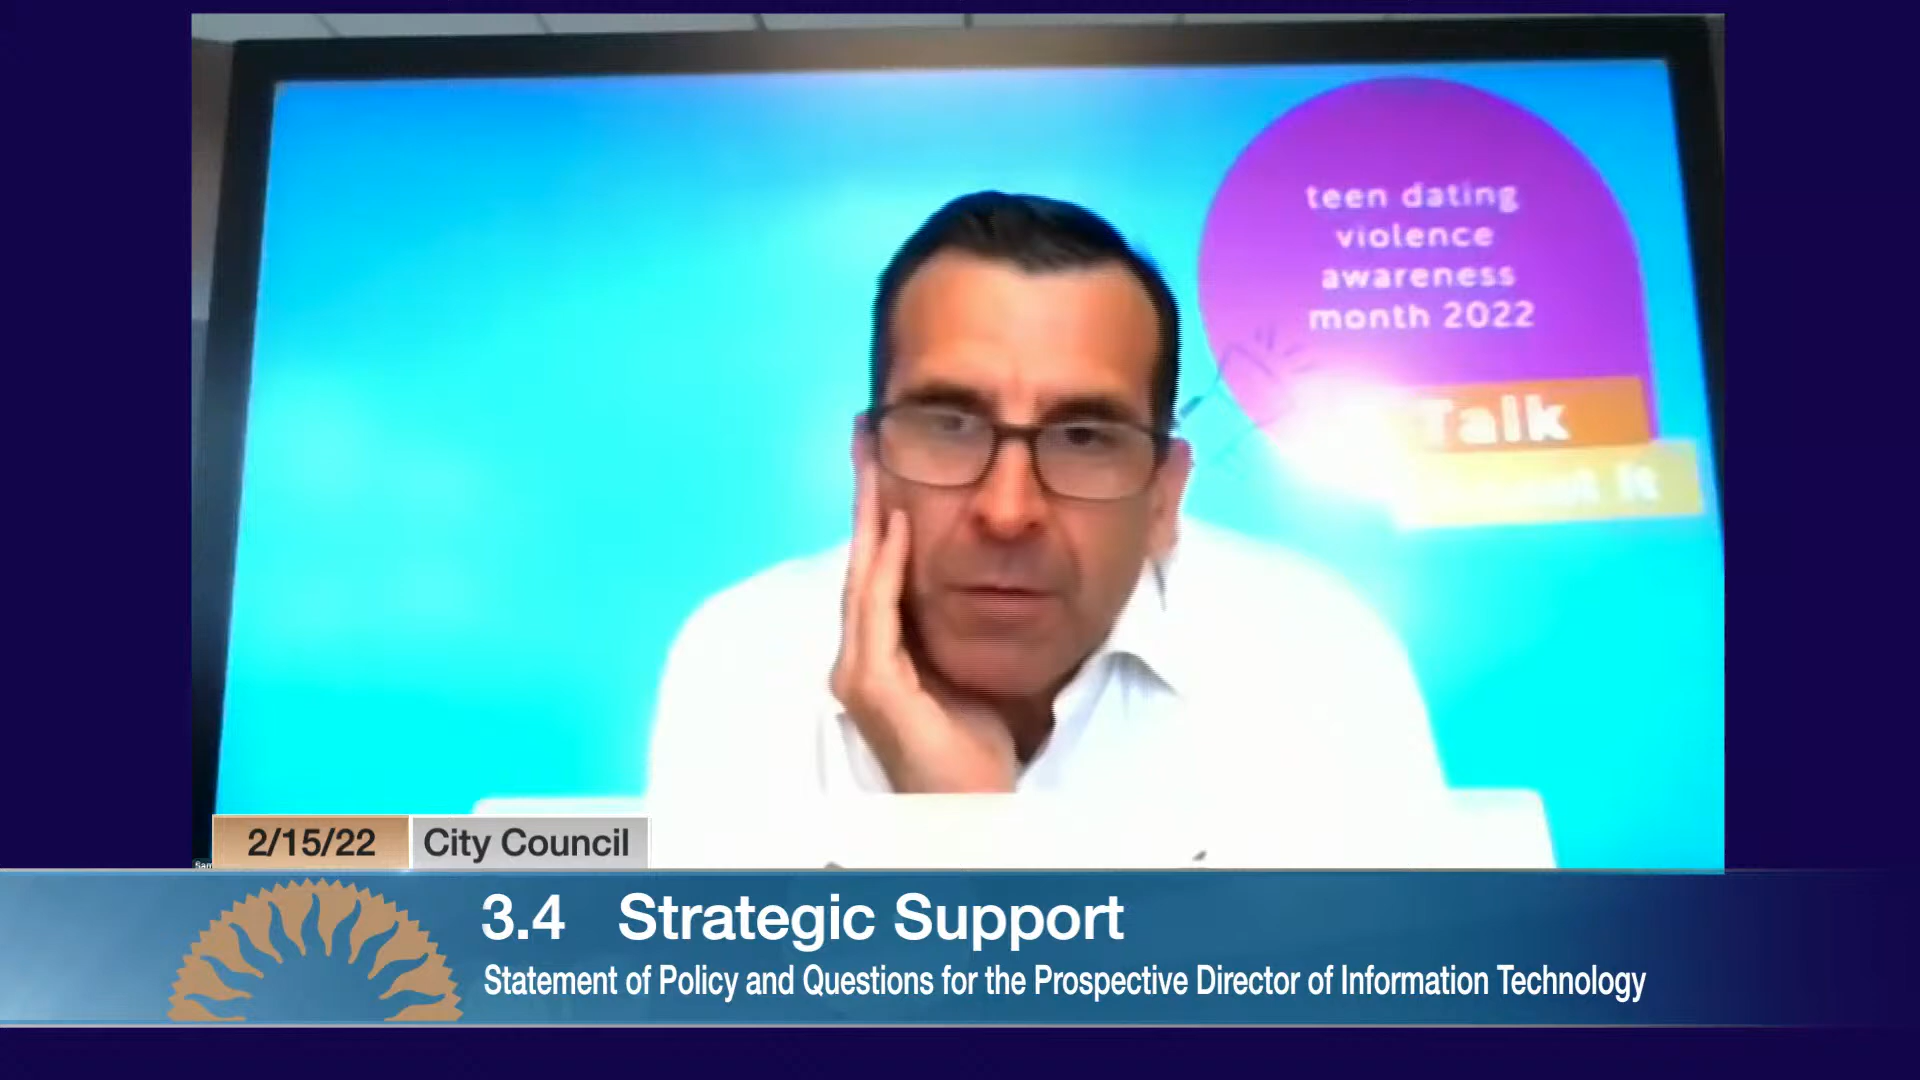 teen dating
violence
awareness
month 2022
Talk
it
2/15/22 City Council
3.4 Strategic Support
Statement of Policy and Questions for the Prospective Director of Information Technology